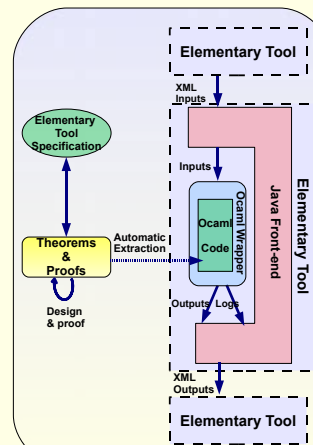 Elementary Tool
XML
Inputs
Elementary
Tool
Specification
Inputs
Ocaml
Code
Ocaml Wrapper
Java Front-end
Elementary Tool
Automatic
Extraction
Theorems
& Proofs
Design
& proof
Outputs
Logs
XML
Outputs
Elementary Tool